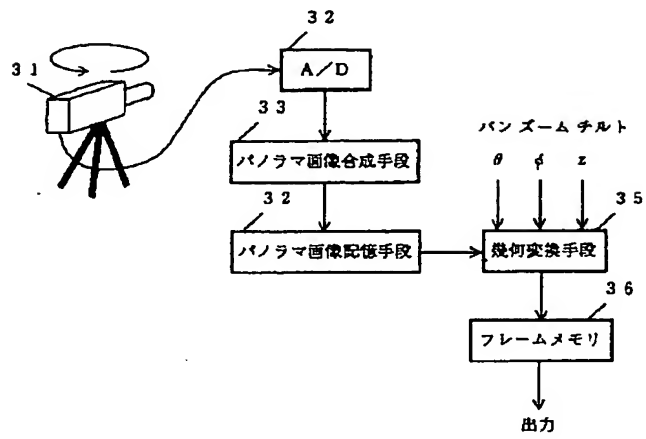 31
32
A/D
33
パノラマ画像合成手段
32
パノラマ画像記憶手段
パン ズーム チルト
θ φ z
35
幾何変換手段
36
フレームメモリ
出力